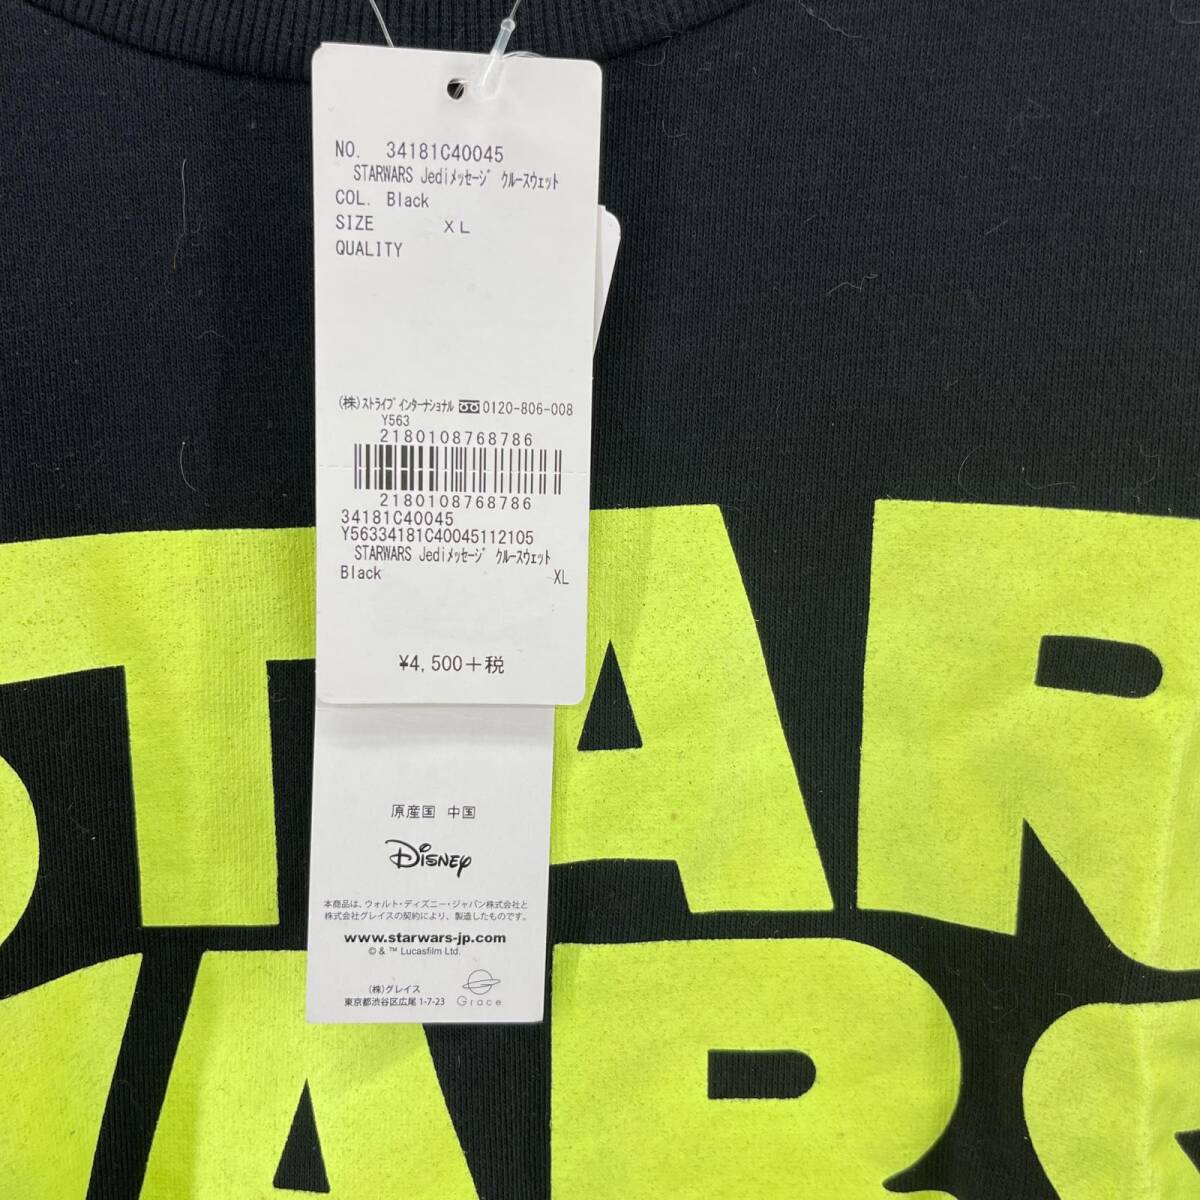 NO. 34181C40045
STARWARS Jediﾒｯｾｰｼﾞ ｸﾙｰｽｳｪｯﾄ
COL. Black
SIZE XL
QUALITY
(株)ｽﾄﾗｲﾌﾟｲﾝﾀｰﾅｼｮﾅﾙ 0120-806-008
Y563
2180108768786
2180108768786
34181C40045
Y56334181C40045112105
STARWARS Jediﾒｯｾｰｼﾞ ｸﾙｰｽｳｪｯﾄ
Black XL
¥4,500+税
原産国 中国
Disney
本商品は、ウォルト・ディズニー・ジャパン株式会社と
株式会社グレイスの契約により、製造したものです。
www.starwars-jp.com
© & ™ Lucasfilm Ltd.
(株)グレイス
東京都渋谷区広尾 1-7-23
Grace
STAR
WARS